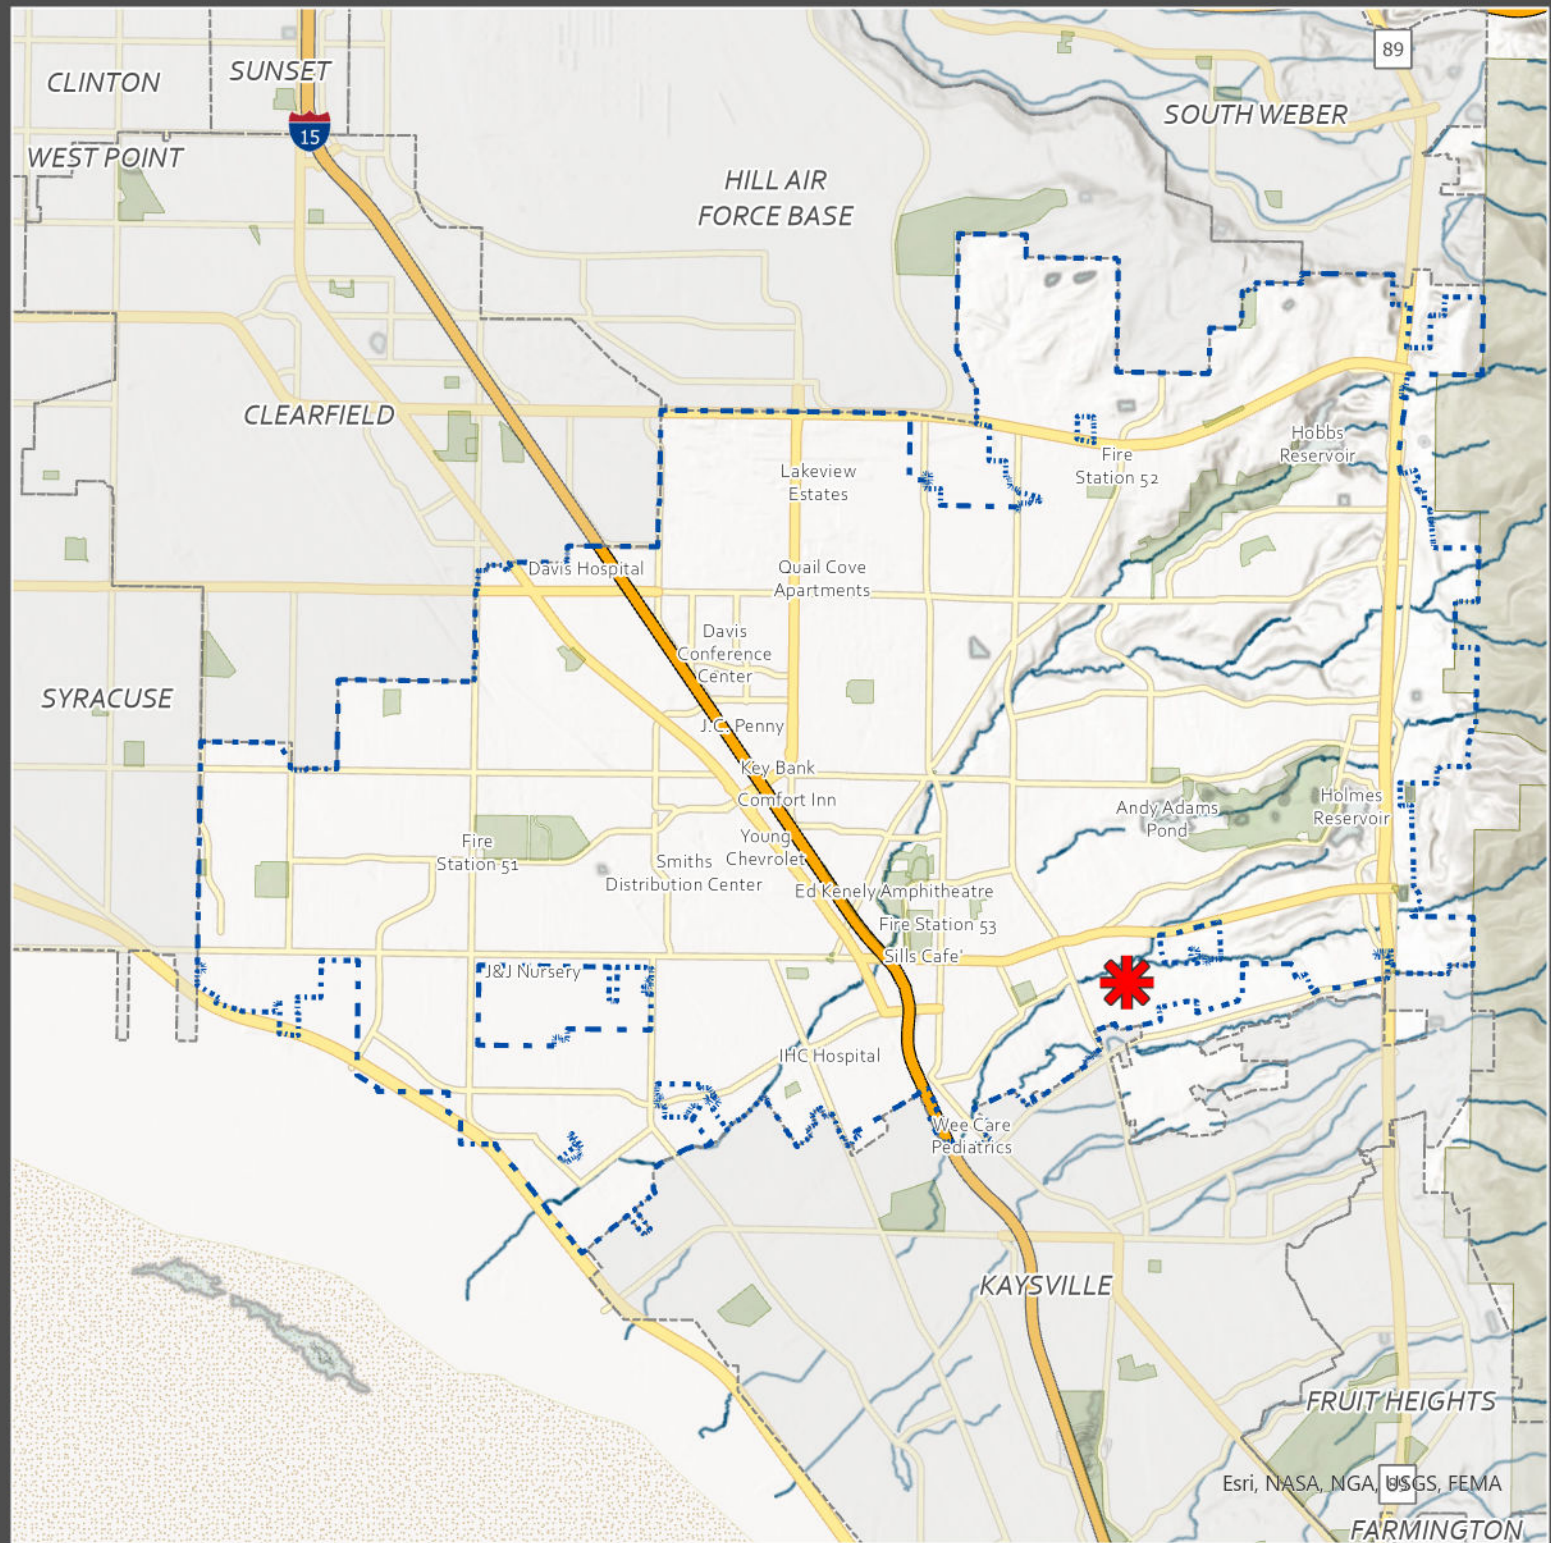 89
SUNSET
CLINTON
SOUTH WEBER
15
WEST POINT
HILL AIR
FORCE BASE
CLEARFIELD
Hobbs
Reservoir
Fire
Station 52
Lakeview
Estates
Davis Hospital
Quail Cove
Apartments
Davis
Conference
Center
SYRACUSE
J.C. Penny
Key Bank
Comfort Inn
Andy Adams
Pond
Holmes
Reservoir
Fire
Station 51
Young
Chevrolet
Smiths
Distribution Center
Ed Kenely Amphitheatre
Fire Station 53
Sills Cafe'
J&J Nursery
IHC Hospital
Wee Care
Pediatrics
KAYSVILLE
FRUIT HEIGHTS
Esri, NASA, NGA, USGS, FEMA
89
FARMINGTON